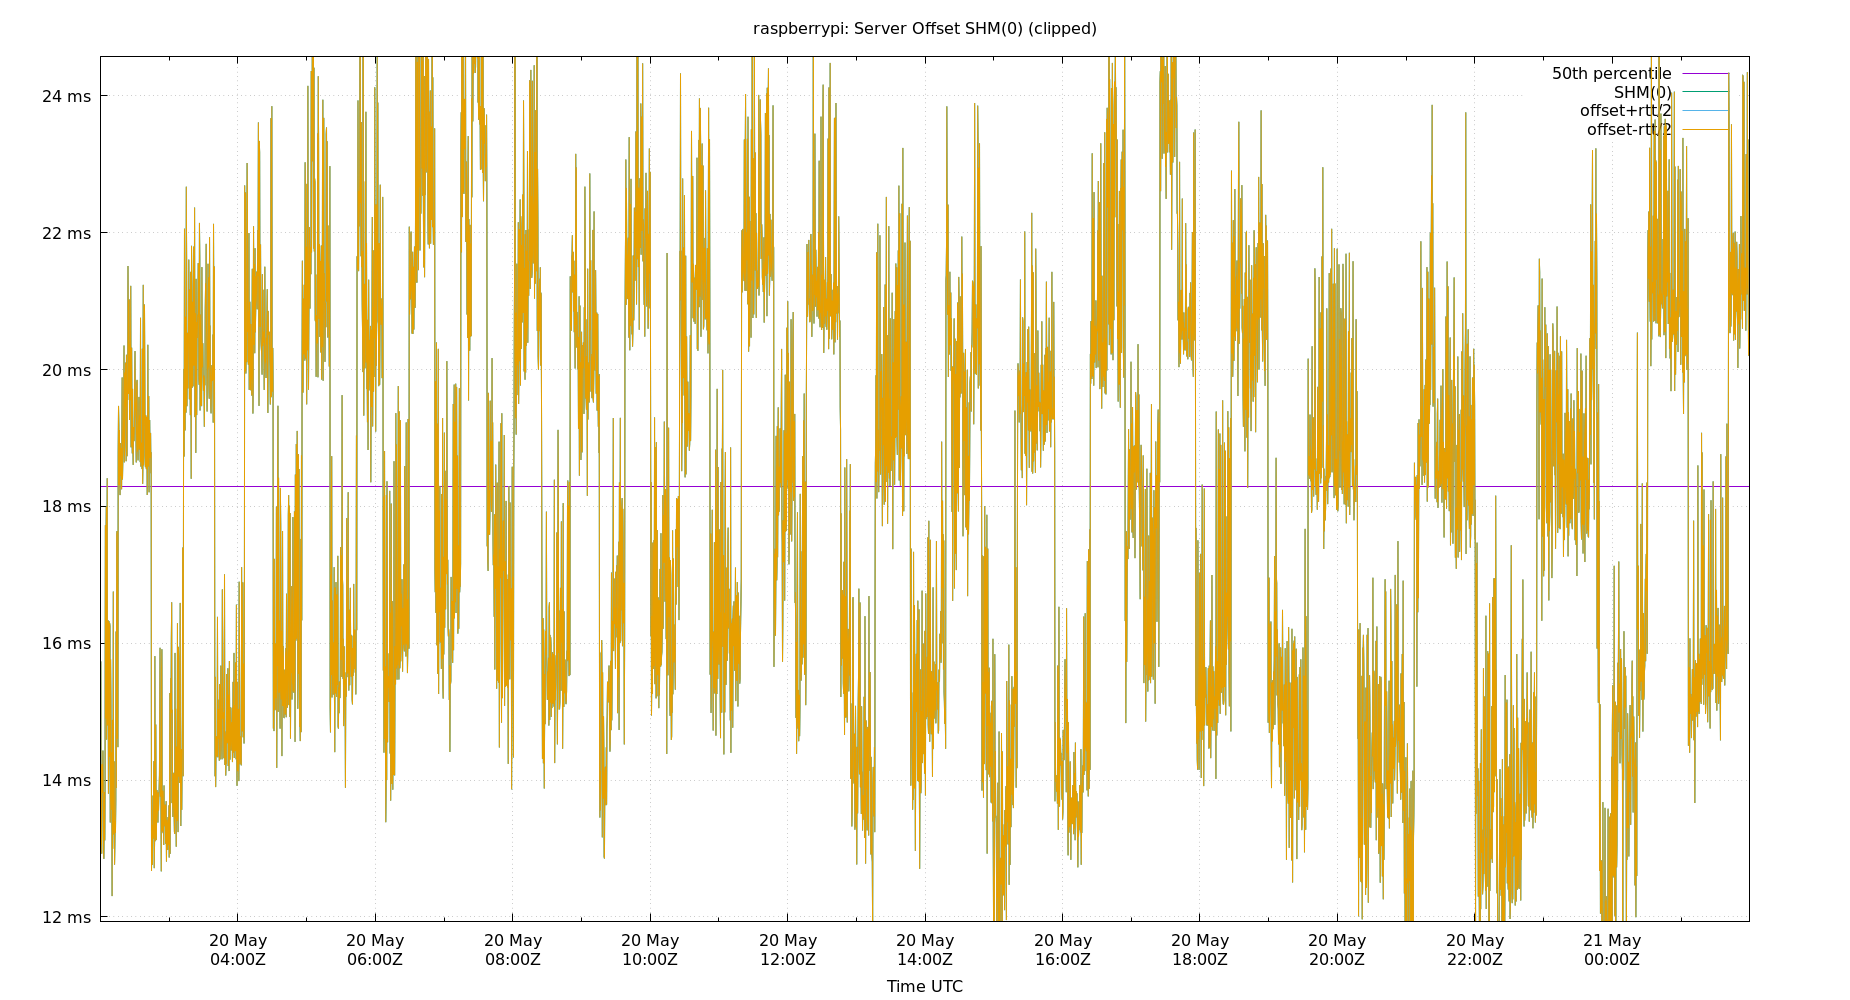 raspberrypi: Server Offset SHM(0) (clipped)
50th percentile
SHM(0)
offset+rtt/2
offset-rtt/2
24 ms
22 ms
20 ms
18 ms
16 ms
14 ms
12 ms
20 May 20 May 20 May 20 May 20 May 20 May 20 May 20 May 20 May 20 May 21 May
04:00Z 06:00Z 08:00Z 10:00Z 12:00Z 14:00Z 16:00Z 18:00Z 20:00Z 22:00Z 00:00Z
Time UTC